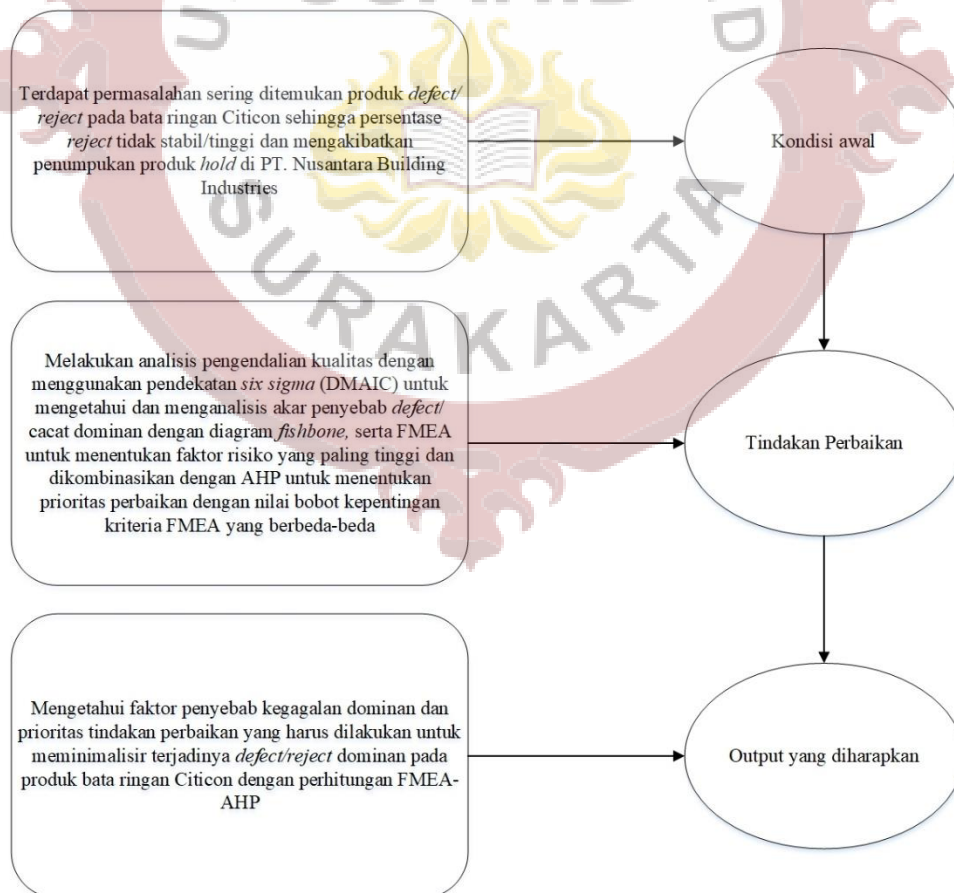 Terdapat permasalahan sering ditemukan produk defect/
reject pada bata ringan Citicon sehingga persentase
reject tidak stabil/tinggi dan mengakibatkan
penumpukan produk hold di PT. Nusantara Building
Industries
Kondisi awal
SURAKARTA
Melakukan analisis pengendalian kualitas dengan
menggunakan pendekatan six sigma (DMAIC) untuk
mengetahui dan menganalisis akar penyebab defect/
cacat dominan dengan diagram fishbone, serta FMEA
untuk menentukan faktor risiko yang paling tinggi dan
dikombinasikan dengan AHP untuk menentukan
prioritas perbaikan dengan nilai bobot kepentingan
kriteria FMEA yang berbeda-beda
Tindakan Perbaikan
Mengetahui faktor penyebab kegagalan dominan dan
prioritas tindakan perbaikan yang harus dilakukan untuk
meminimalisir terjadinya defect/reject dominan pada
produk bata ringan Citicon dengan perhitungan FMEA-
AHP
Output yang diharapkan